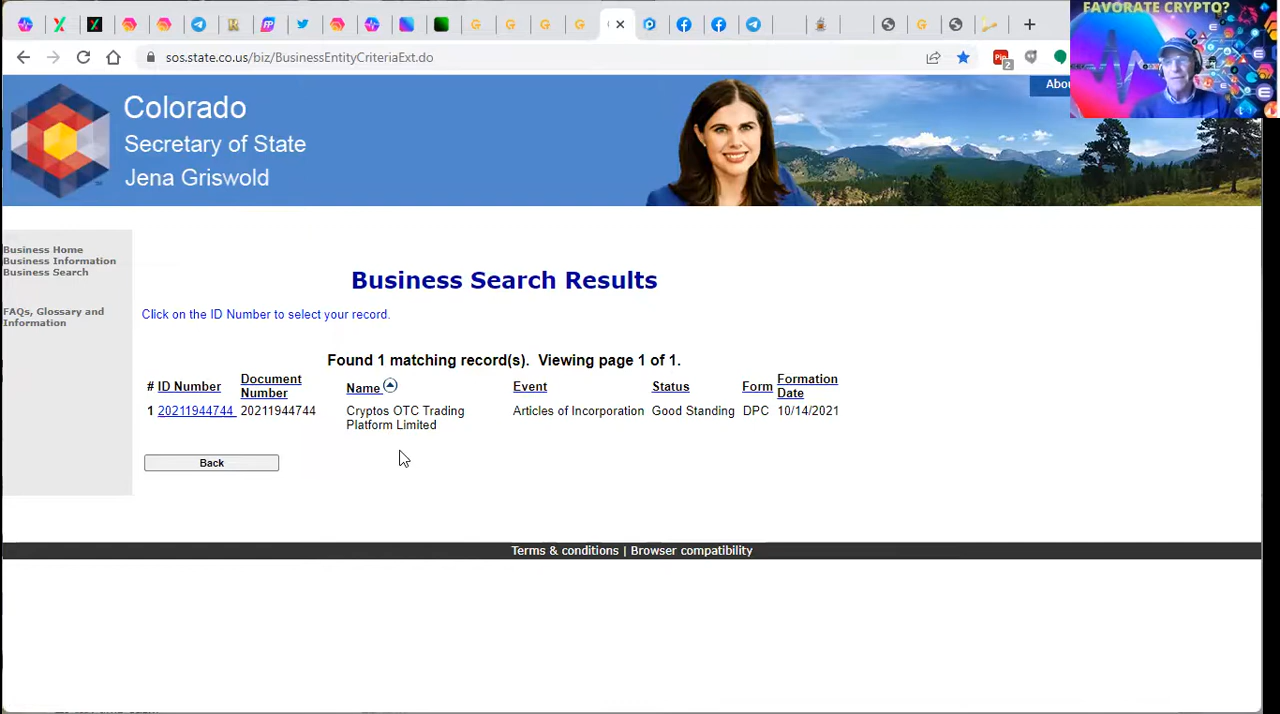 FAVORATE CRYPTO?
sos.state.co.us/biz/BusinessEntityCriteriaExt.do
2
Abou
Colorado
Secretary of State
Jena Griswold
Business Home
Business Information
Business Search
FAQs, Glossary and
Information
Business Search Results
Click on the ID Number to select your record.
Found 1 matching record(s).  Viewing page 1 of 1.
# ID Number Document Number Name Event Status Form Formation Date
1 20211944744 20211944744 Cryptos OTC Trading Platform Limited Articles of Incorporation Good Standing DPC 10/14/2021
Back
Terms & conditions | Browser compatibility